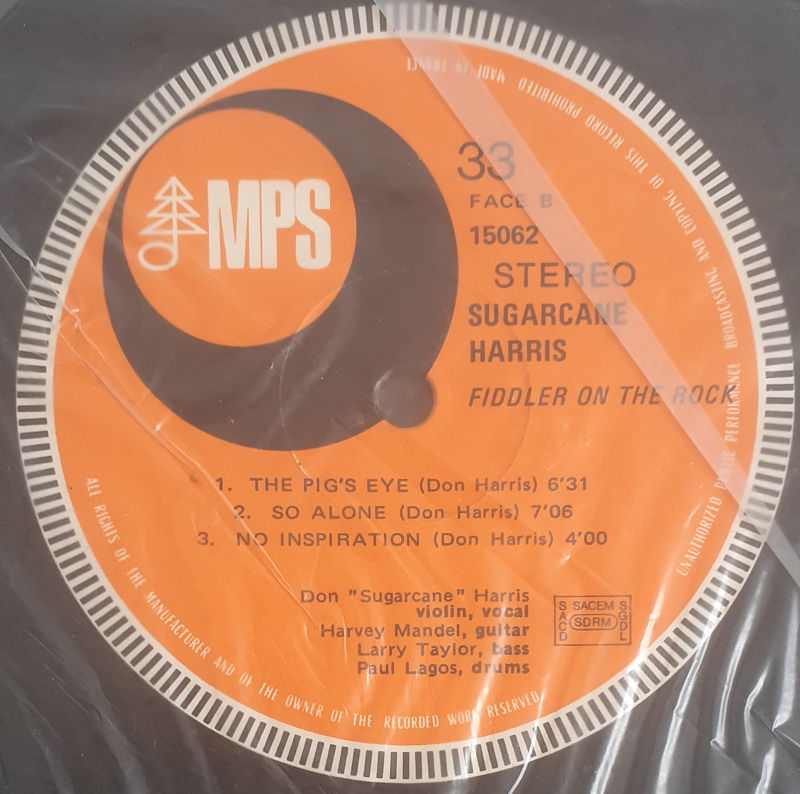 MPS
33
FACE B
15062
STEREO
SUGARCANE
HARRIS
FIDDLER ON THE ROCK
1. THE PIG'S EYE (Don Harris) 6'31
2. SO ALONE (Don Harris) 7'06
3. NO INSPIRATION (Don Harris) 4'00
Don "Sugarcane" Harris
violin, vocal
Harvey Mandel, guitar
Larry Taylor, bass
Paul Lagos, drums
SACD SACEM SGDL
SDRM
ALL RIGHTS OF THE MANUFACTURER AND OF THE OWNER OF THE RECORDED WORK RESERVED
UNAUTHORIZED PUBLIC PERFORMANCE BROADCASTING AND COPYING OF THIS RECORD PROHIBITED MADE IN FRANCE